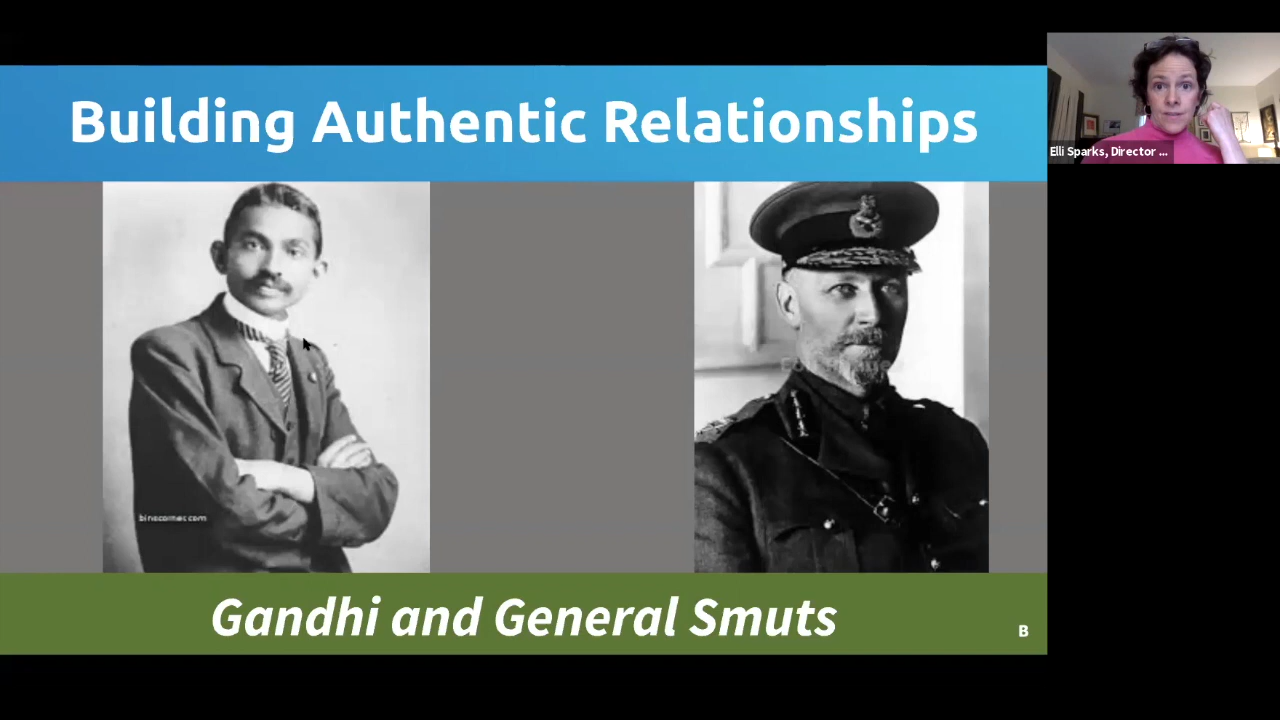 Building Authentic Relationships
Elli Sparks, Director ...
Gandhi and General Smuts
B